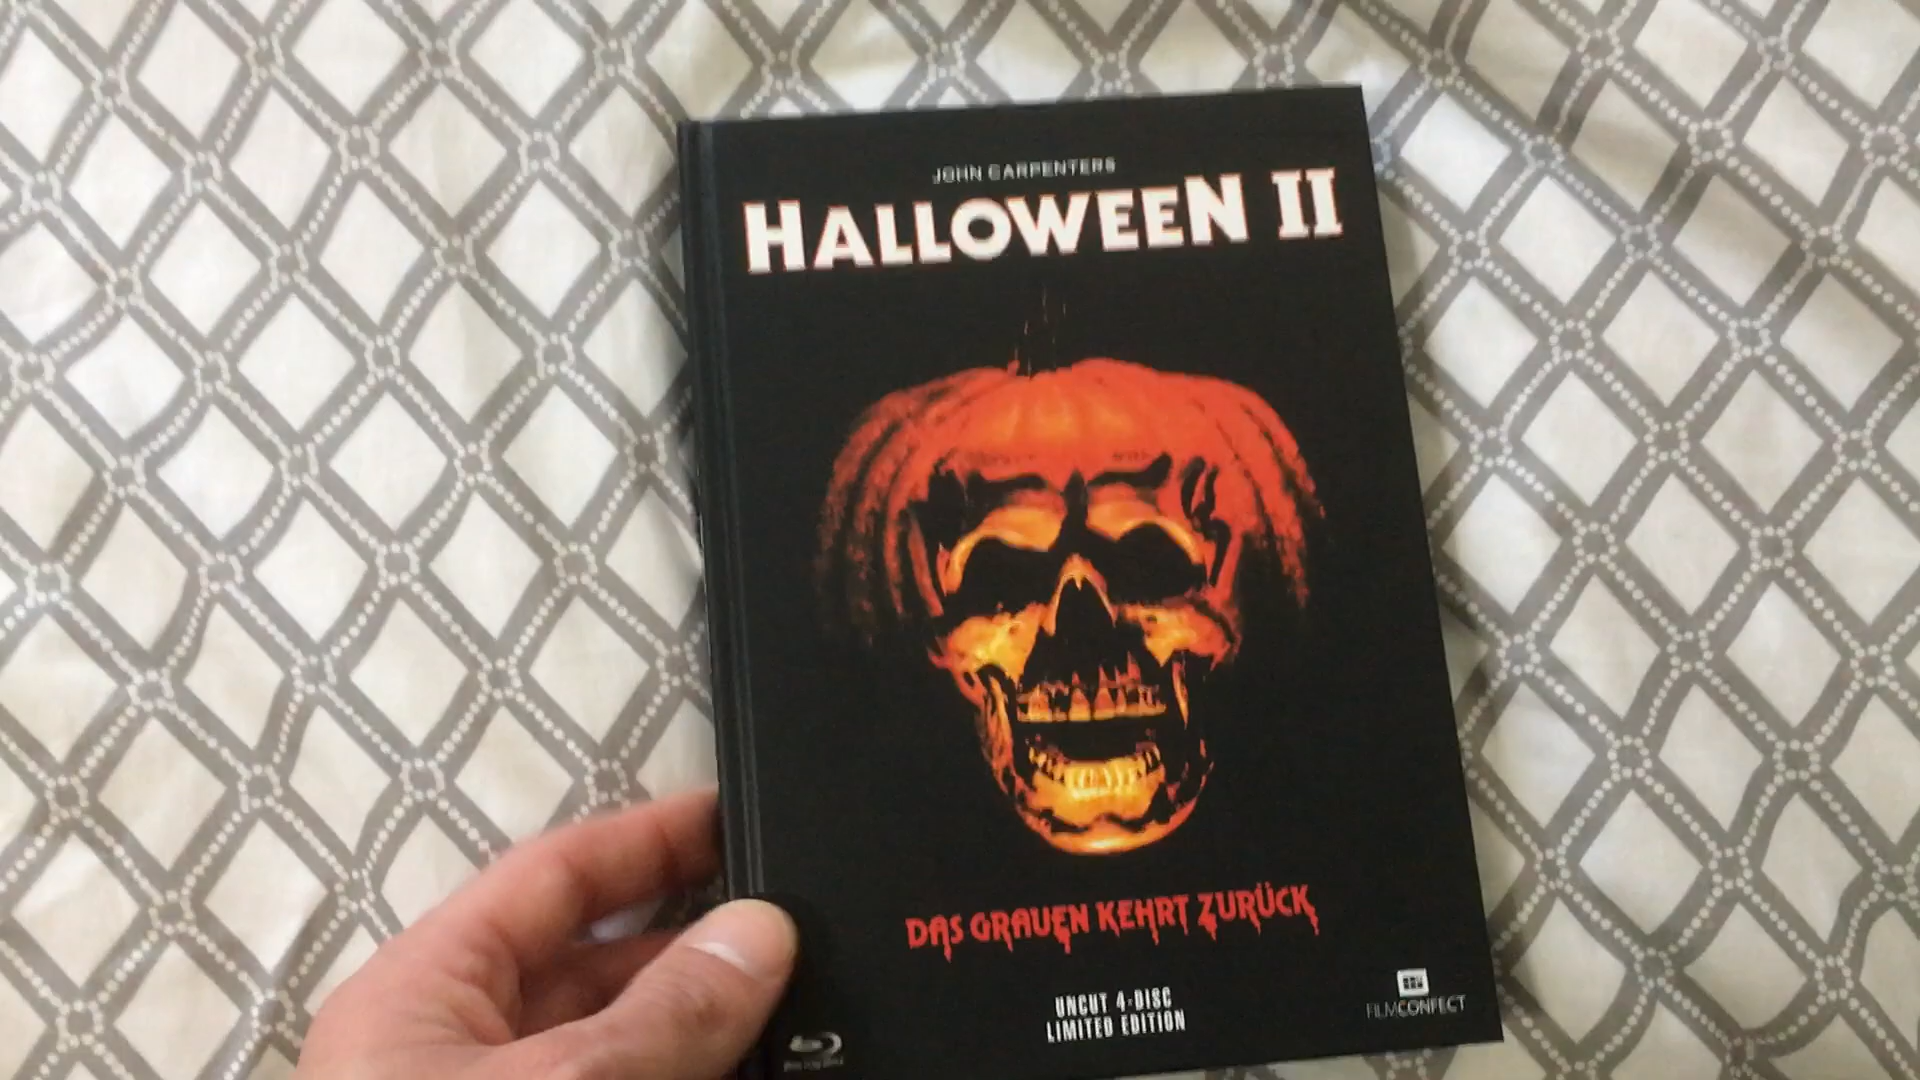 JOHN CARPENTERS
HALLOWEEN II
DAS GRAUEN KEHRT ZURÜCK
UNCUT 4-DISC
LIMITED EDITION
FILMCONFECT